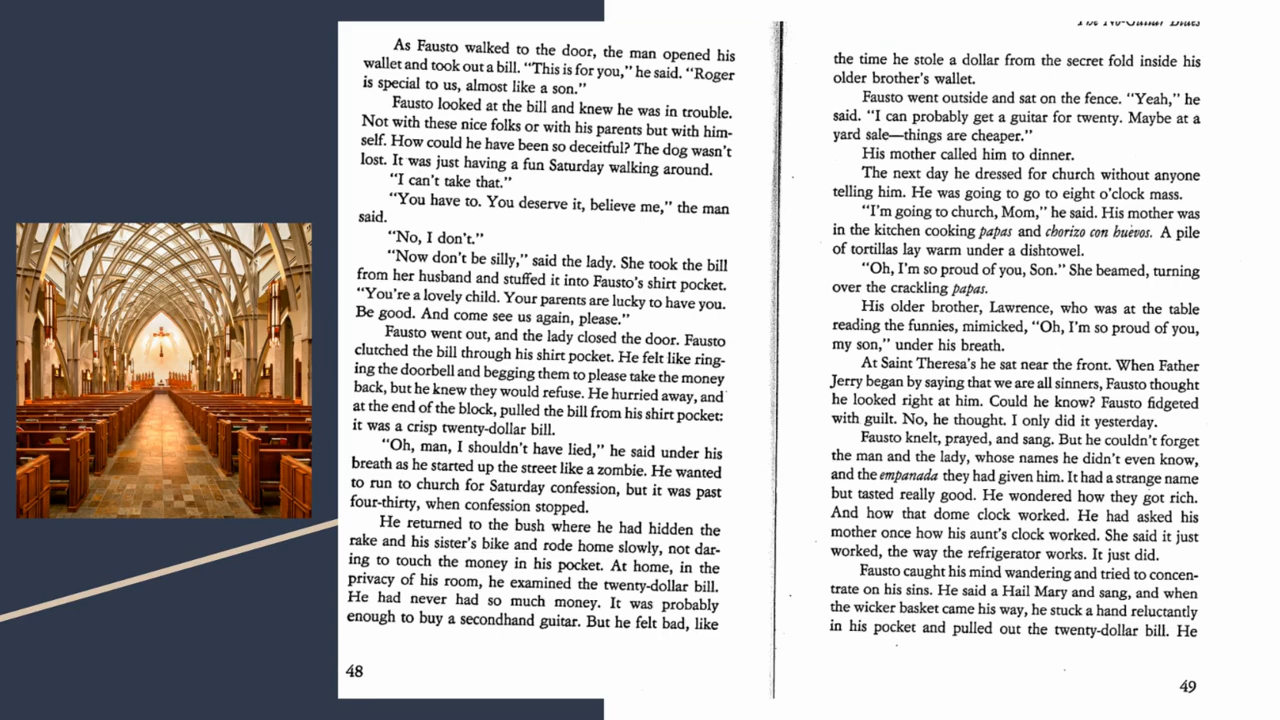 As Fausto walked to the door, the man opened his
wallet and took out a bill. “This is for you,” he said. “Roger
is special to us, almost like a son.”
Fausto looked at the bill and knew he was in trouble.
Not with these nice folks or with his parents but with him-
self. How could he have been so deceitful? The dog wasn't
lost. It was just having a fun Saturday walking around.
“I can't take that.”
“You have to. You deserve it, believe me,” the man
said.
“No, I don't.”
“Now don't be silly,” said the lady. She took the bill
from her husband and stuffed it into Fausto's shirt pocket.
“You're a lovely child. Your parents are lucky to have you.
Be good. And come see us again, please.”
Fausto went out, and the lady closed the door. Fausto
clutched the bill through his shirt pocket. He felt like ring-
ing the doorbell and begging them to please take the money
back, but he knew they would refuse. He hurried away, and
at the end of the block, pulled the bill from his shirt pocket:
it was a crisp twenty-dollar bill.
“Oh, man, I shouldn't have lied,” he said under his
breath as he started up the street like a zombie. He wanted
to run to church for Saturday confession, but it was past
four-thirty, when confession stopped.
He returned to the bush where he had hidden the
rake and his sister's bike and rode home slowly, not dar-
ing to touch the money in his pocket. At home, in the
privacy of his room, he examined the twenty-dollar bill.
He had never had so much money. It was probably
enough to buy a secondhand guitar. But he felt bad, like
48
The No-Guitar Blues
the time he stole a dollar from the secret fold inside his
older brother's wallet.
Fausto went outside and sat on the fence. “Yeah,” he
said. “I can probably get a guitar for twenty. Maybe at a
yard sale—things are cheaper.”
His mother called him to dinner.
The next day he dressed for church without anyone
telling him. He was going to go to eight o'clock mass.
“I'm going to church, Mom,” he said. His mother was
in the kitchen cooking papas and chorizo con huevos. A pile
of tortillas lay warm under a dishtowel.
“Oh, I'm so proud of you, Son.” She beamed, turning
over the crackling papas.
His older brother, Lawrence, who was at the table
reading the funnies, mimicked, “Oh, I'm so proud of you,
my son,” under his breath.
At Saint Theresa's he sat near the front. When Father
Jerry began by saying that we are all sinners, Fausto thought
he looked right at him. Could he know? Fausto fidgeted
with guilt. No, he thought. I only did it yesterday.
Fausto knelt, prayed, and sang. But he couldn't forget
the man and the lady, whose names he didn't even know,
and the empanada they had given him. It had a strange name
but tasted really good. He wondered how they got rich.
And how that dome clock worked. He had asked his
mother once how his aunt's clock worked. She said it just
worked, the way the refrigerator works. It just did.
Fausto caught his mind wandering and tried to concen-
trate on his sins. He said a Hail Mary and sang, and when
the wicker basket came his way, he stuck a hand reluctantly
in his pocket and pulled out the twenty-dollar bill. He
49